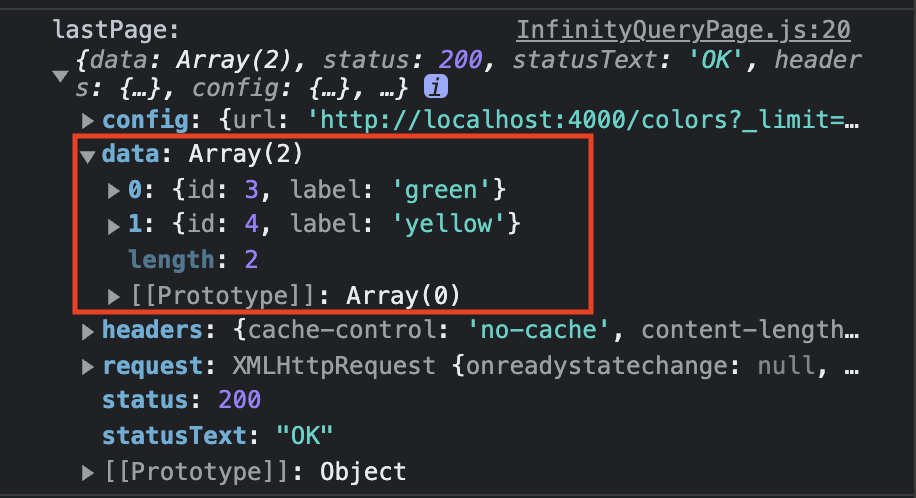 lastPage: InfinityQueryPage.js:20
{data: Array(2), status: 200, statusText: 'OK', header
s: {…}, config: {…}, …} i
config: {url: 'http://localhost:4000/colors?_limit=…
data: Array(2)
0: {id: 3, label: 'green'}
1: {id: 4, label: 'yellow'}
length: 2
[[Prototype]]: Array(0)
headers: {cache-control: 'no-cache', content-length…
request: XMLHttpRequest {onreadystatechange: null, …
status: 200
statusText: "OK"
[[Prototype]]: Object